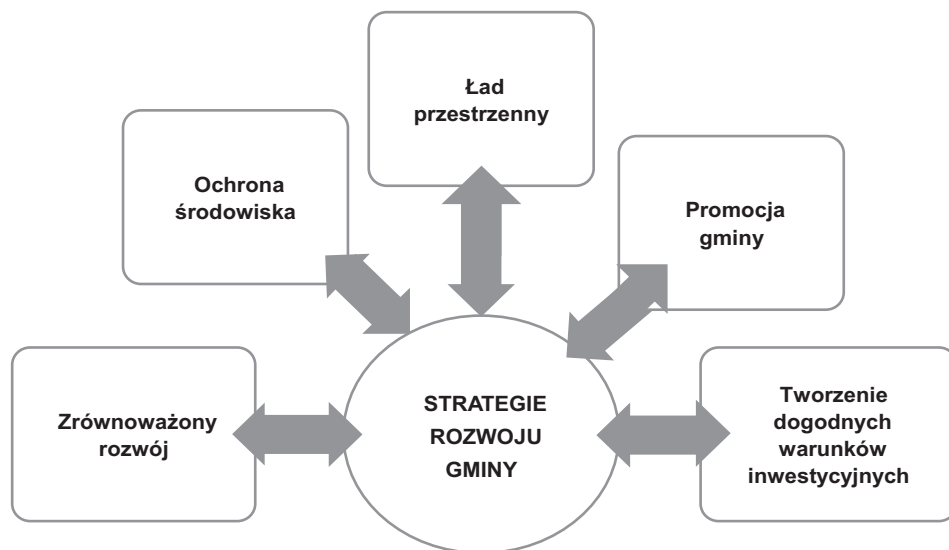 Ład
przestrzenny
Ochrona
środowiska
Promocja
gminy
Zrównoważony
rozwój
STRATEGIE
ROZWOJU
GMINY
Tworzenie
dogodnych
warunków
inwestycyjnych